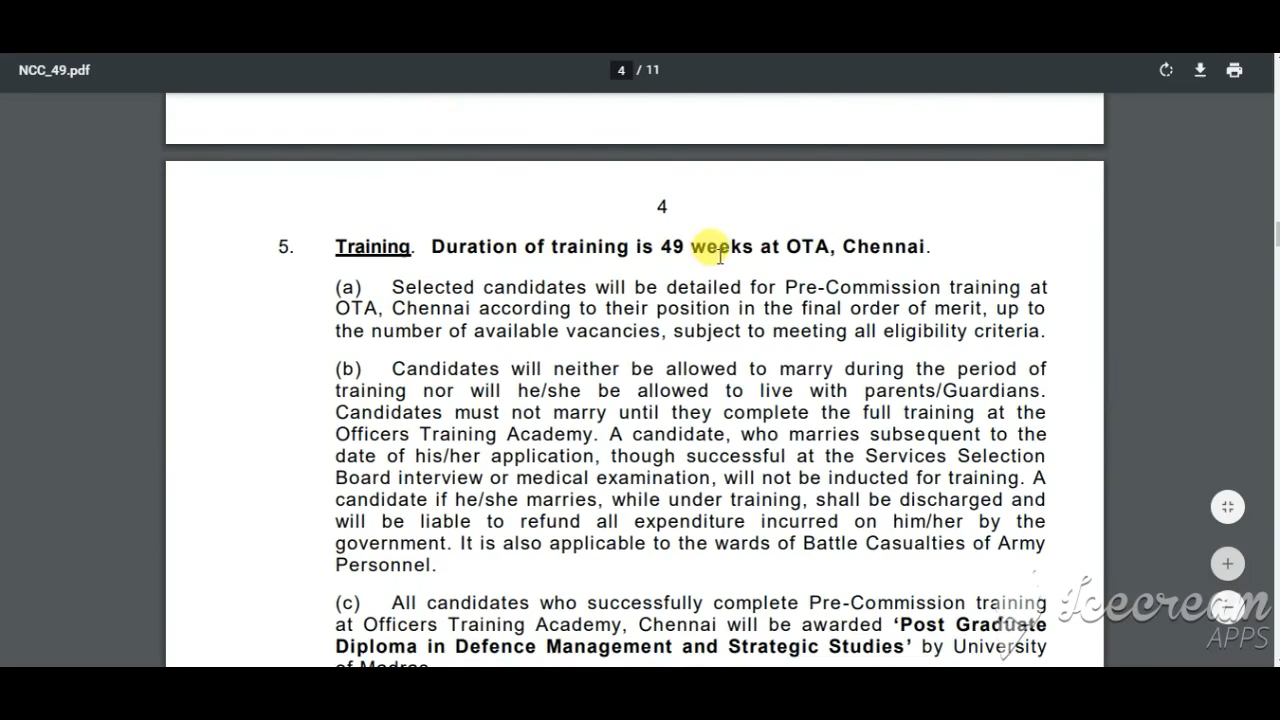 NCC_49.pdf
4 / 11
4
5. Training. Duration of training is 49 weeks at OTA, Chennai.
(a) Selected candidates will be detailed for Pre-Commission training at
OTA, Chennai according to their position in the final order of merit, up to
the number of available vacancies, subject to meeting all eligibility criteria.
(b) Candidates will neither be allowed to marry during the period of
training nor will he/she be allowed to live with parents/Guardians.
Candidates must not marry until they complete the full training at the
Officers Training Academy. A candidate, who marries subsequent to the
date of his/her application, though successful at the Services Selection
Board interview or medical examination, will not be inducted for training. A
candidate if he/she marries, while under training, shall be discharged and
will be liable to refund all expenditure incurred on him/her by the
government. It is also applicable to the wards of Battle Casualties of Army
Personnel.
(c) All candidates who successfully complete Pre-Commission training
at Officers Training Academy, Chennai will be awarded ‘Post Graduate
Diploma in Defence Management and Strategic Studies’ by University
of Madras
Icecream
APPS